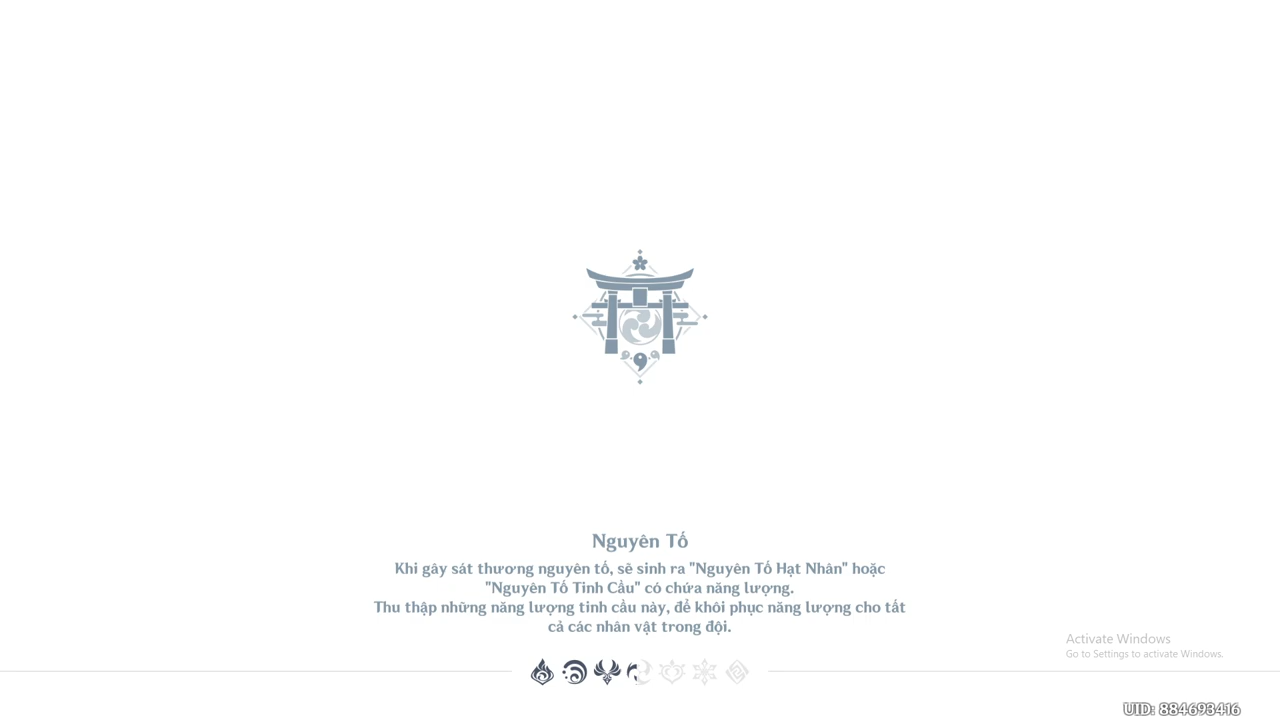 Nguyên Tố
Khi gây sát thương nguyên tố, sẽ sinh ra "Nguyên Tố Hạt Nhân" hoặc
"Nguyên Tố Tinh Cầu" có chứa năng lượng.
Thu thập những năng lượng tinh cầu này, để khôi phục năng lượng cho tất
cả các nhân vật trong đội.
Activate Windows
Go to Settings to activate Windows.
UID: 884693416